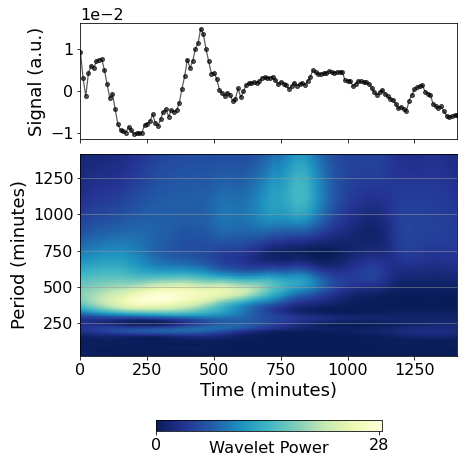 1e−2
1
0
−1
Signal (a.u.)
1250
1000
750
500
250
Period (minutes)
0 250 500 750 1000 1250
Time (minutes)
0 28
Wavelet Power